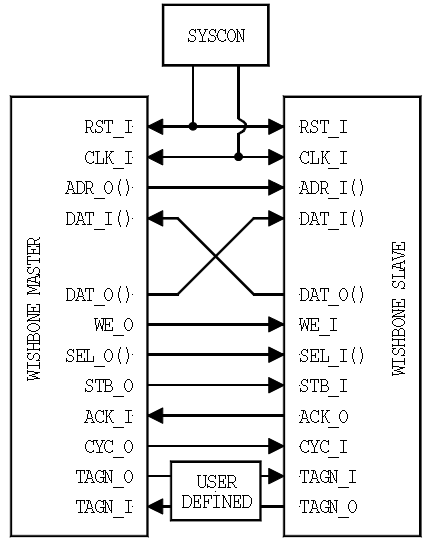 SYSCON
RST_I RST_I
CLK_I CLK_I
ADR_O() ADR_I()
DAT_I() DAT_I()
WISHBONE MASTER
WISHBONE SLAVE
DAT_O() DAT_O()
WE_O WE_I
SEL_O() SEL_I()
STB_O STB_I
ACK_I ACK_O
CYC_O CYC_I
TAGN_O USER TAGN_I
DEFINED
TAGN_I TAGN_O